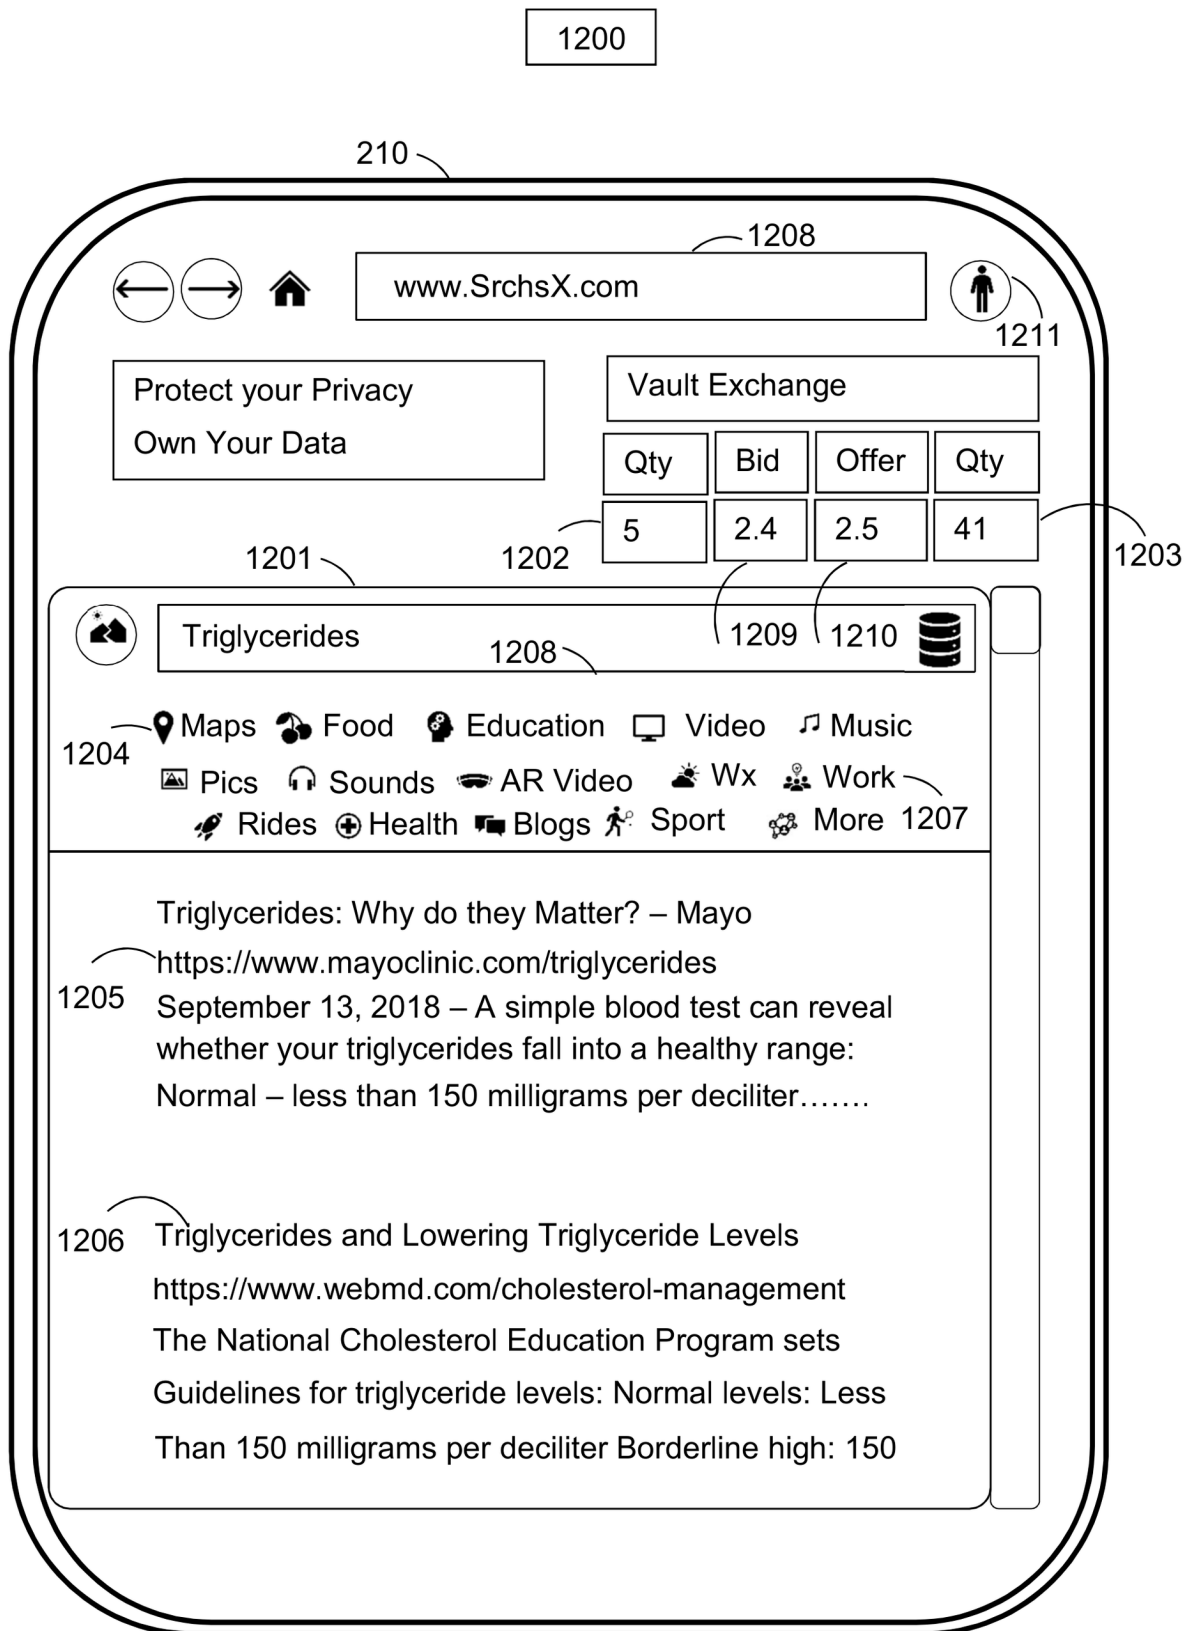 1200
210
1208
www.SrchsX.com
1211
Protect your Privacy
Own Your Data
Vault Exchange
Qty Bid Offer Qty
5 2.4 2.5 41
1202
1203
1201
Triglycerides
1208
1209 1210
Maps Food Education Video Music
1204
Pics Sounds AR Video Wx Work
Rides Health Blogs Sport More 1207
Triglycerides: Why do they Matter? – Mayo
https://www.mayoclinic.com/triglycerides
1205
September 13, 2018 – A simple blood test can reveal
whether your triglycerides fall into a healthy range:
Normal – less than 150 milligrams per deciliter…….
1206
Triglycerides and Lowering Triglyceride Levels
https://www.webmd.com/cholesterol-management
The National Cholesterol Education Program sets
Guidelines for triglyceride levels: Normal levels: Less
Than 150 milligrams per deciliter Borderline high: 150